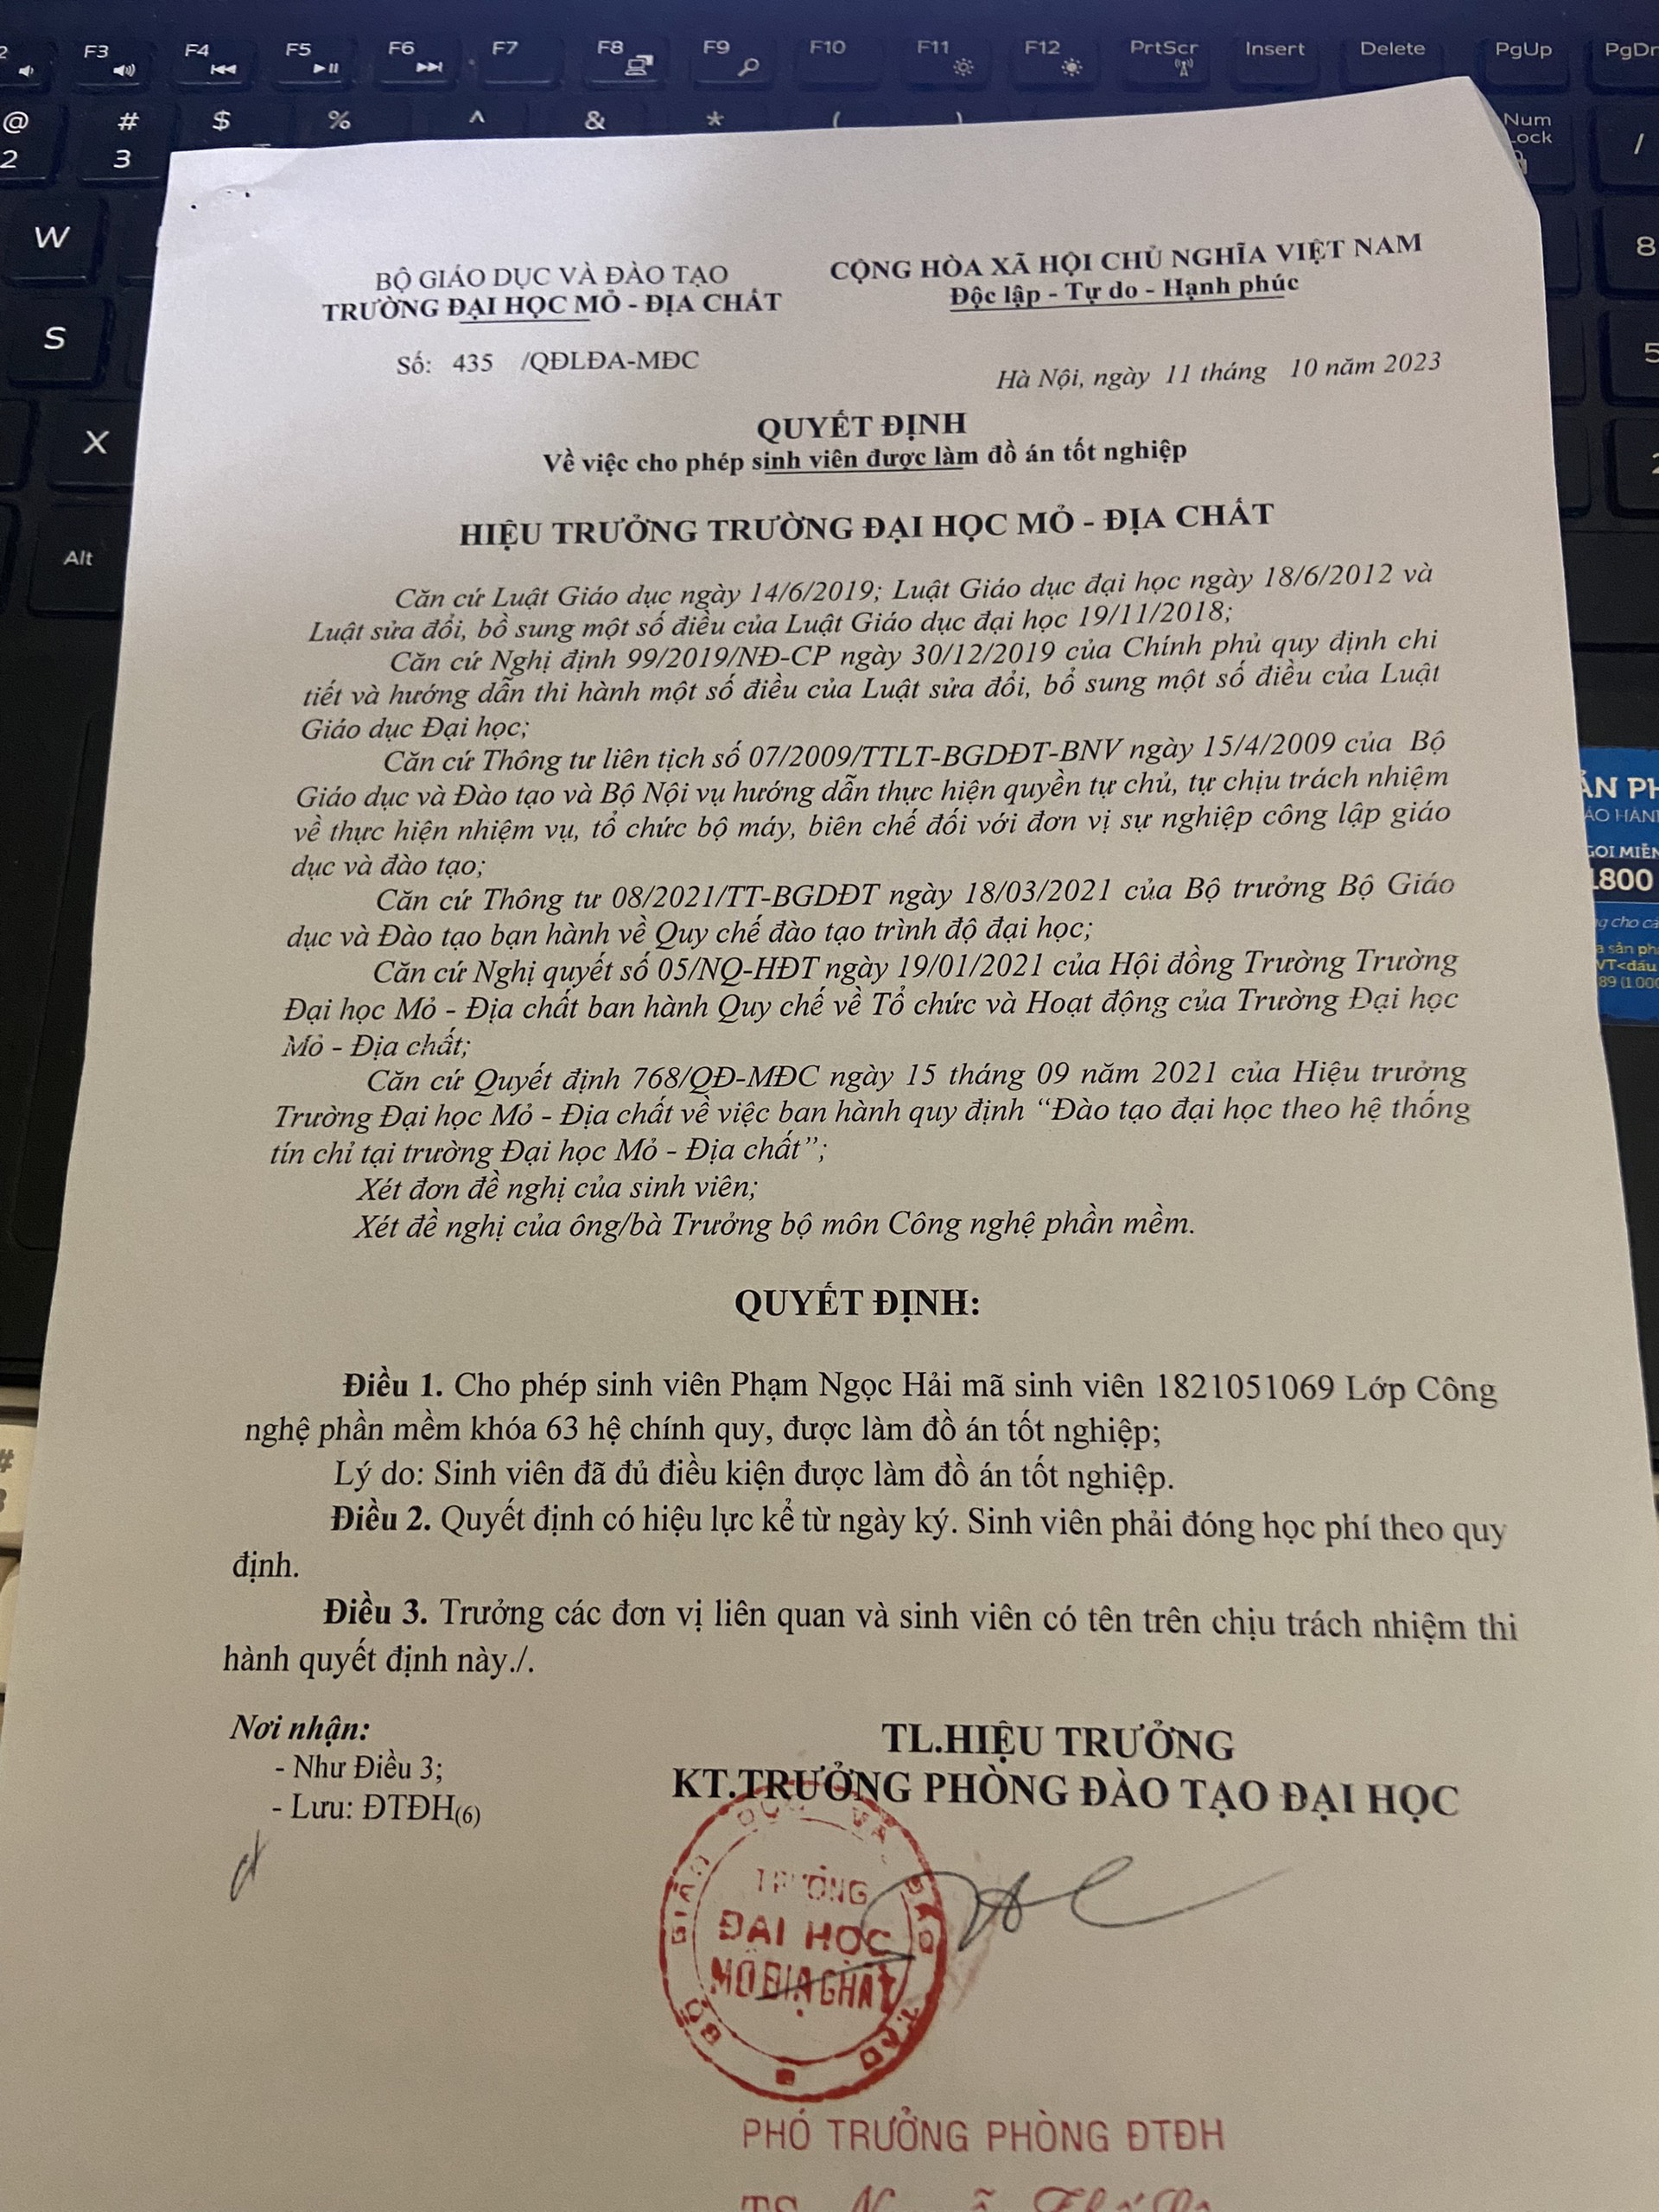 F3 F4 F5 F6 F7 F8 F9 F10 F11 F12 PrtScr Insert Delete PgUp PgDn
@ # $ % ^ & * ( )
2 3
Num
Lock
/
W
8
S
5
X
Alt
BỘ GIÁO DỤC VÀ ĐÀO TẠO
TRƯỜNG ĐẠI HỌC MỎ - ĐỊA CHẤT
CỘNG HÒA XÃ HỘI CHỦ NGHĨA VIỆT NAM
Độc lập - Tự do - Hạnh phúc
Số: 435 /QĐLĐA-MĐC
Hà Nội, ngày 11 tháng 10 năm 2023
QUYẾT ĐỊNH
Về việc cho phép sinh viên được làm đồ án tốt nghiệp
HIỆU TRƯỞNG TRƯỜNG ĐẠI HỌC MỎ - ĐỊA CHẤT
Căn cứ Luật Giáo dục ngày 14/6/2019; Luật Giáo dục đại học ngày 18/6/2012 và
Luật sửa đổi, bổ sung một số điều của Luật Giáo dục đại học 19/11/2018;
Căn cứ Nghị định 99/2019/NĐ-CP ngày 30/12/2019 của Chính phủ quy định chi
tiết và hướng dẫn thi hành một số điều của Luật sửa đổi, bổ sung một số điều của Luật
Giáo dục Đại học;
Căn cứ Thông tư liên tịch số 07/2009/TTLT-BGDĐT-BNV ngày 15/4/2009 của Bộ
Giáo dục và Đào tạo và Bộ Nội vụ hướng dẫn thực hiện quyền tự chủ, tự chịu trách nhiệm
về thực hiện nhiệm vụ, tổ chức bộ máy, biên chế đối với đơn vị sự nghiệp công lập giáo
dục và đào tạo;
Căn cứ Thông tư 08/2021/TT-BGDĐT ngày 18/03/2021 của Bộ trưởng Bộ Giáo
dục và Đào tạo bạn hành về Quy chế đào tạo trình độ đại học;
Căn cứ Nghị quyết số 05/NQ-HĐT ngày 19/01/2021 của Hội đồng Trường Trường
Đại học Mỏ - Địa chất ban hành Quy chế về Tổ chức và Hoạt động của Trường Đại học
Mỏ - Địa chất;
Căn cứ Quyết định 768/QĐ-MĐC ngày 15 tháng 09 năm 2021 của Hiệu trưởng
Trường Đại học Mỏ - Địa chất về việc ban hành quy định “Đào tạo đại học theo hệ thống
tín chỉ tại trường Đại học Mỏ - Địa chất”;
Xét đơn đề nghị của sinh viên;
Xét đề nghị của ông/bà Trưởng bộ môn Công nghệ phần mềm.
QUYẾT ĐỊNH:
Điều 1. Cho phép sinh viên Phạm Ngọc Hải mã sinh viên 1821051069 Lớp Công
nghệ phần mềm khóa 63 hệ chính quy, được làm đồ án tốt nghiệp;
Lý do: Sinh viên đã đủ điều kiện được làm đồ án tốt nghiệp.
Điều 2. Quyết định có hiệu lực kể từ ngày ký. Sinh viên phải đóng học phí theo quy
định.
Điều 3. Trưởng các đơn vị liên quan và sinh viên có tên trên chịu trách nhiệm thi
hành quyết định này./.
Nơi nhận:
- Như Điều 3;
- Lưu: ĐTĐH(6)
TL.HIỆU TRƯỞNG
KT.TRƯỞNG PHÒNG ĐÀO TẠO ĐẠI HỌC
BỘ GIÁO DỤC VÀ ĐÀO TẠO
TRƯỜNG
ĐẠI HỌC
MỎ ĐỊA CHẤT
PHÓ TRƯỞNG PHÒNG ĐTĐH
1800